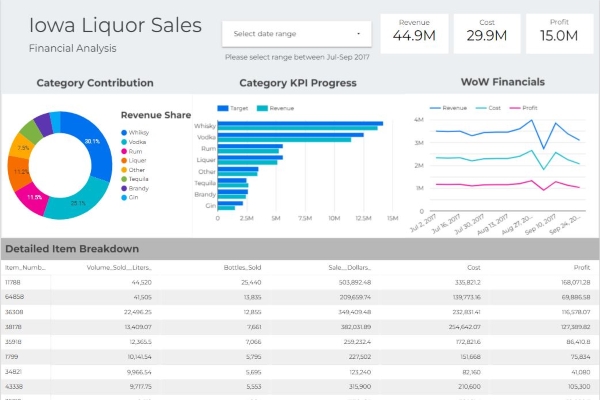 Iowa Liquor Sales
Financial Analysis
Select date range
Please select range between Jul-Sep 2017
Revenue
44.9M
Cost
29.9M
Profit
15.0M
Category Contribution
Revenue Share
30.1%
25.1%
11.5%
11.2%
7.5%
Whisky
Vodka
Rum
Liquer
Other
Tequila
Brandy
Gin
Category KPI Progress
Target Revenue
Whisky
Vodka
Rum
Liquer
Other
Tequila
Brandy
Gin
0 2.5M 5M 7.5M 10M 12.5M 15M
WoW Financials
Revenue Cost Profit
4M
3M
2M
1M
0
Jul 2, 2017
Jul 16, 2017
Jul 30, 2017
Aug 13, 2017
Aug 27, 20...
Sep 10, 2017
Sep 24, 20...
Detailed Item Breakdown
Item_Numb... Volume_Sold__Liters_ Bottles_Sold Sale__Dollars_ Cost Profit
11788 44,520 25,440 503,892.48 335,821.2 168,071.28
64858 41,505 13,835 209,659.74 139,773.16 69,886.58
36308 22,496.25 12,855 349,409.48 232,831.41 116,578.07
38178 13,409.07 7,661 382,031.89 254,642.07 127,389.82
35918 12,365.5 7,066 259,232.4 172,821.6 86,410.8
1799 10,141.54 5,795 227,502 151,668 75,834
34821 9,966.54 5,695 123,240 82,160 41,080
43338 9,717.75 5,553 315,900 210,600 105,300